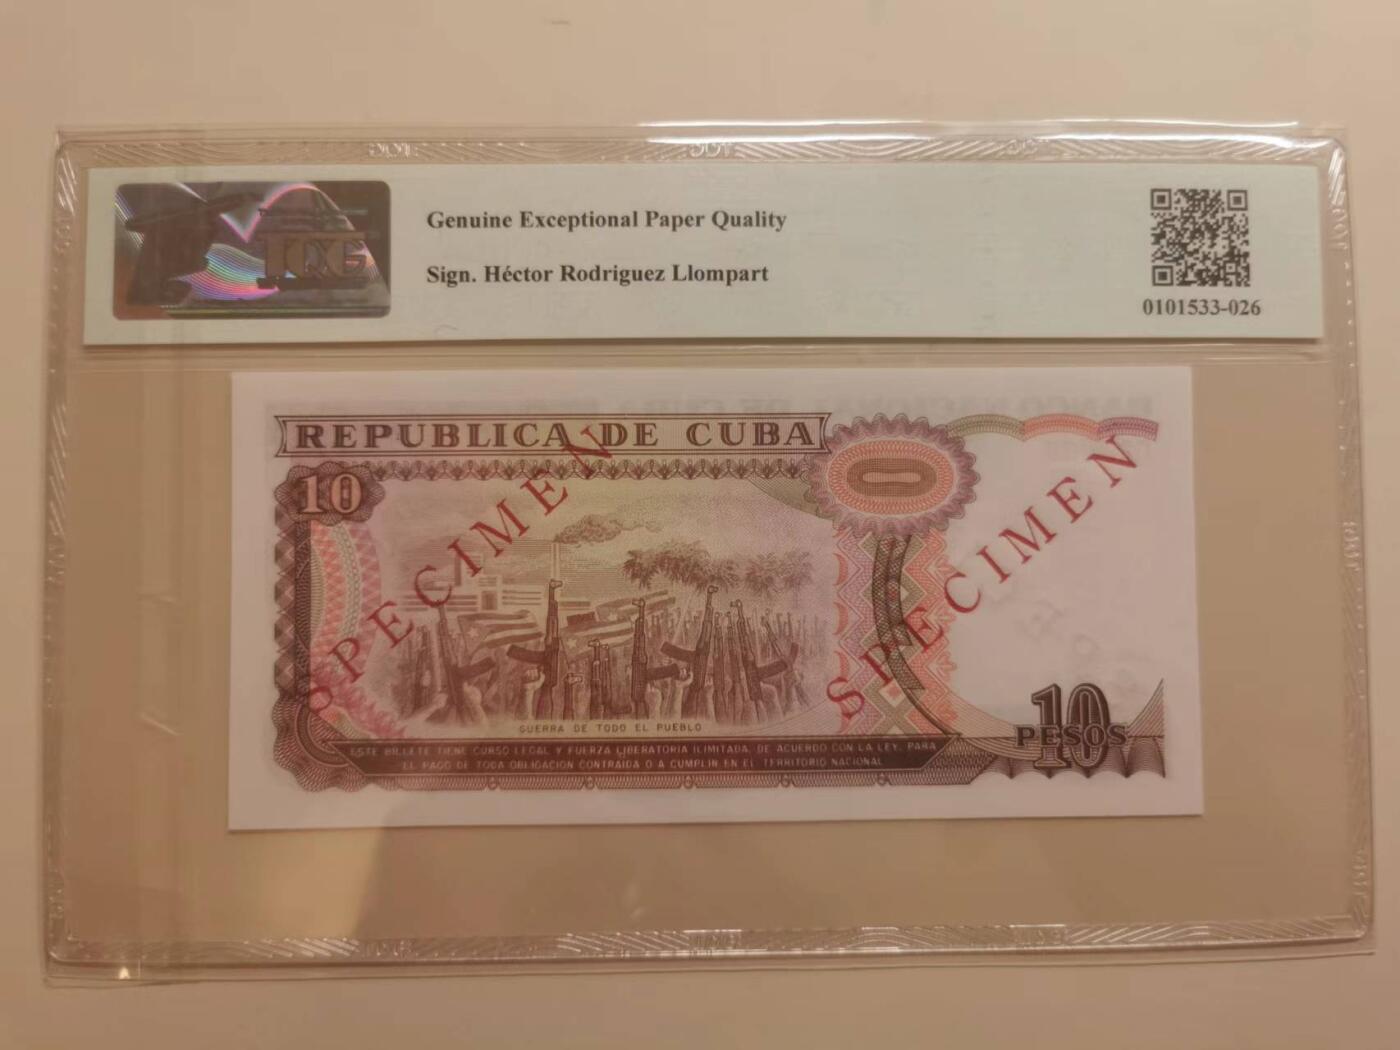 TQG
Genuine Exceptional Paper Quality
Sign. Héctor Rodriguez Llompart
0101533-026
REPUBLICA DE CUBA
10
SPECIMEN
SPECIMEN
GUERRA DE TODO EL PUEBLO
10
PESOS
ESTE BILLETE TIENE CURSO LEGAL Y FUERZA LIBERATORIA ILIMITADA, DE ACUERDO CON LA LEY, PARA
EL PAGO DE TODA OBLIGACION CONTRAIDA O A CUMPLIR EN EL TERRITORIO NACIONAL